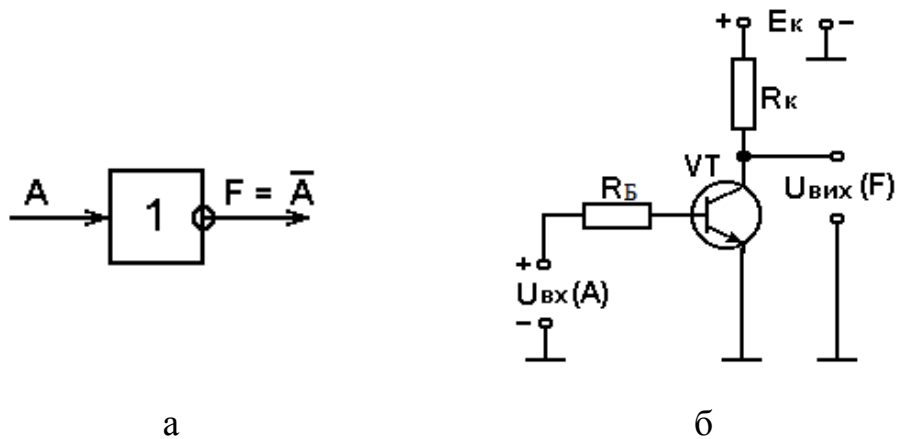 A
1
F = A̅
а
+ Eк –
Rк
VT
RБ
Uвих (F)
+
Uвх (A)
–
б